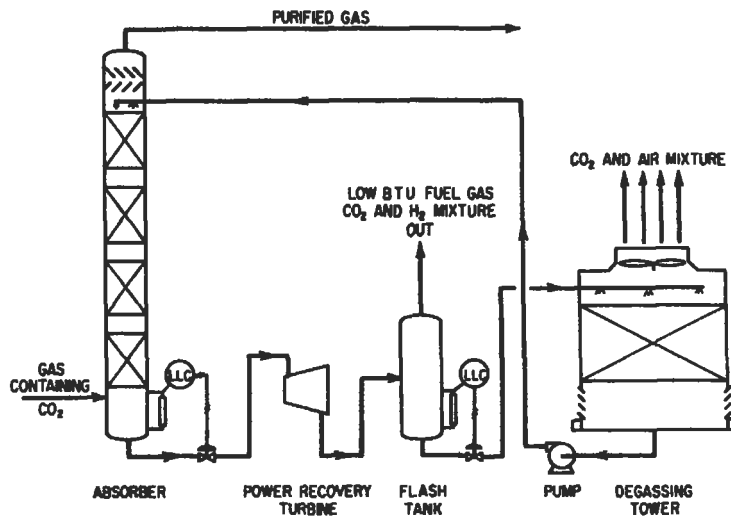 PURIFIED GAS
CO₂ AND AIR MIXTURE
LOW BTU FUEL GAS
CO₂ AND H₂ MIXTURE
OUT
GAS
CONTAINING
CO₂
LLC
LLC
ABSORBER
POWER RECOVERY
TURBINE
FLASH
TANK
PUMP
DEGASSING
TOWER